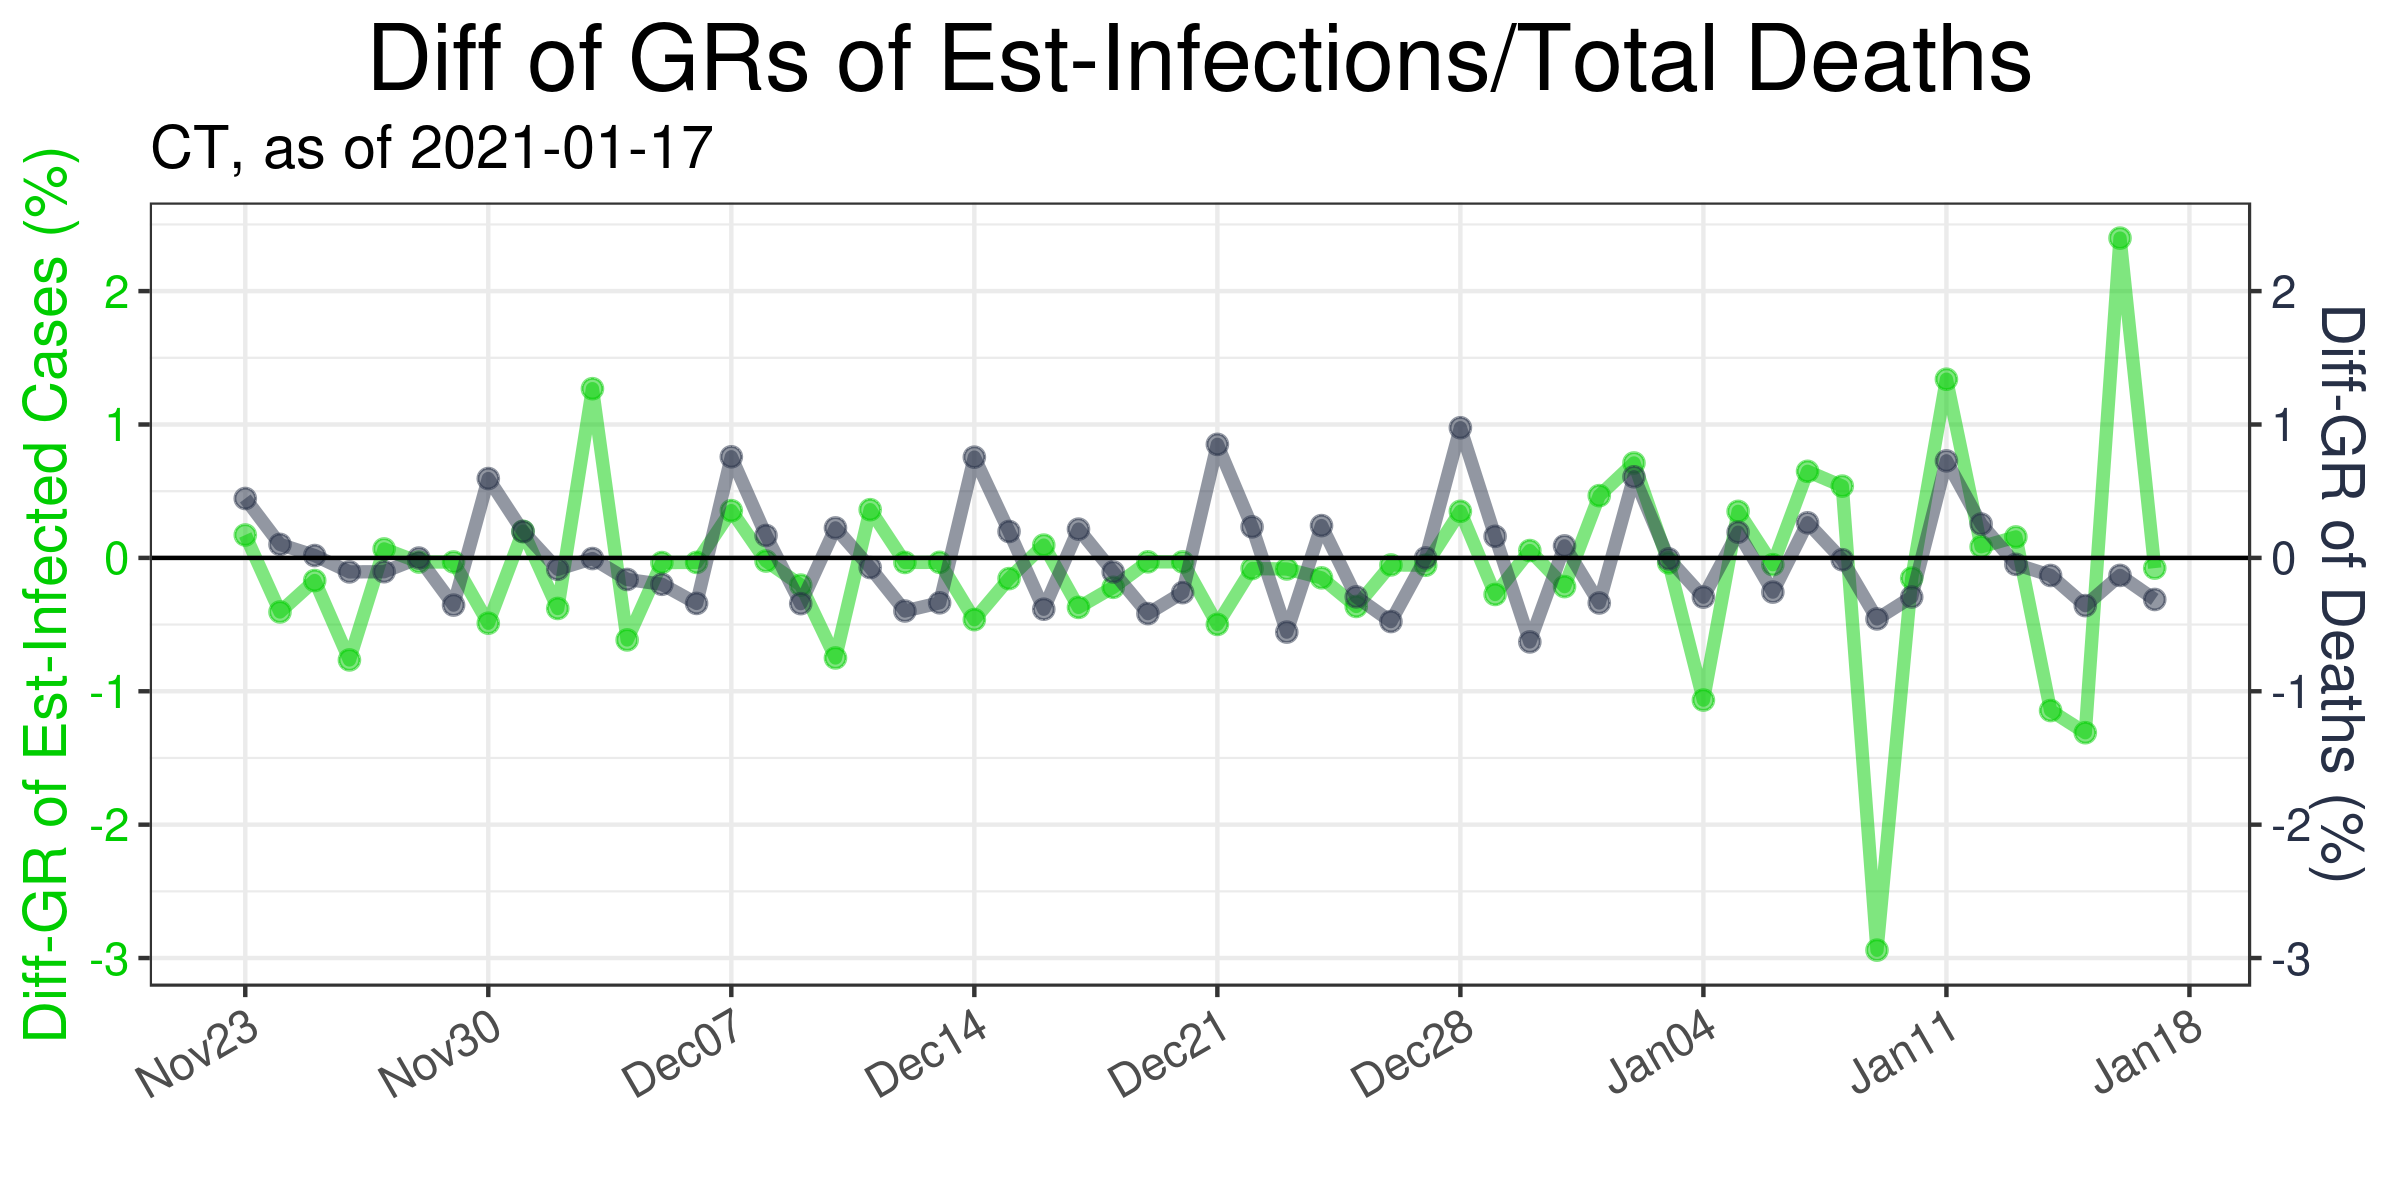 Diff of GRs of Est-Infections/Total Deaths
CT, as of 2021-01-17
Diff-GR of Est-Infected Cases (%)
2
1
0
-1
-2
-3
2
1
0
-1
-2
-3
Diff-GR of Deaths (%)
Nov23
Nov30
Dec07
Dec14
Dec21
Dec28
Jan04
Jan11
Jan18